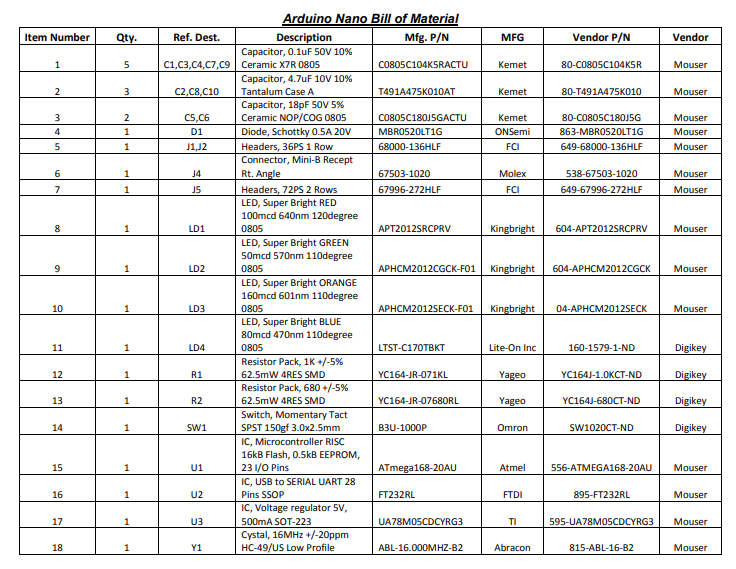 Arduino Nano Bill of Material
Item Number Qty. Ref. Dest. Description Mfg. P/N MFG Vendor P/N Vendor
Capacitor, 0.1uF 50V 10%
1 5 C1,C3,C4,C7,C9 Ceramic X7R 0805 C0805C104K5RACTU Kemet 80-C0805C104K5R Mouser
Capacitor, 4.7uF 10V 10%
2 3 C2,C8,C10 Tantalum Case A T491A475K010AT Kemet 80-T491A475K010 Mouser
Capacitor, 18pF 50V 5%
3 2 C5,C6 Ceramic NOP/COG 0805 C0805C180J5GACTU Kemet 80-C0805C180J5G Mouser
4 1 D1 Diode, Schottky 0.5A 20V MBR0520LT1G ONSemi 863-MBR0520LT1G Mouser
5 1 J1,J2 Headers, 36PS 1 Row 68000-136HLF FCI 649-68000-136HLF Mouser
Connector, Mini-B Recept
6 1 J4 Rt. Angle 67503-1020 Molex 538-67503-1020 Mouser
7 1 J5 Headers, 72PS 2 Rows 67996-272HLF FCI 649-67996-272HLF Mouser
LED, Super Bright RED
100mcd 640nm 120degree
8 1 LD1 0805 APT2012SRCPRV Kingbright 604-APT2012SRCPRV Mouser
LED, Super Bright GREEN
50mcd 570nm 110degree
9 1 LD2 0805 APHCM2012CGCK-F01 Kingbright 604-APHCM2012CGCK Mouser
LED, Super Bright ORANGE
160mcd 601nm 110degree
10 1 LD3 0805 APHCM2012SECK-F01 Kingbright 04-APHCM2012SECK Mouser
LED, Super Bright BLUE
80mcd 470nm 110degree
11 1 LD4 0805 LTST-C170TBKT Lite-On Inc 160-1579-1-ND Digikey
Resistor Pack, 1K +/-5%
12 1 R1 62.5mW 4RES SMD YC164-JR-071KL Yageo YC164J-1.0KCT-ND Digikey
Resistor Pack, 680 +/-5%
13 1 R2 62.5mW 4RES SMD YC164-JR-07680RL Yageo YC164J-680CT-ND Digikey
Switch, Momentary Tact
14 1 SW1 SPST 150gf 3.0x2.5mm B3U-1000P Omron SW1020CT-ND Digikey
IC, Microcontroller RISC
16kB Flash, 0.5kB EEPROM,
15 1 U1 23 I/O Pins ATmega168-20AU Atmel 556-ATMEGA168-20AU Mouser
IC, USB to SERIAL UART 28
16 1 U2 Pins SSOP FT232RL FTDI 895-FT232RL Mouser
IC, Voltage regulator 5V,
17 1 U3 500mA SOT-223 UA78M05CDCYRG3 TI 595-UA78M05CDCYRG3 Mouser
Cystal, 16MHz +/-20ppm
18 1 Y1 HC-49/US Low Profile ABL-16.000MHZ-B2 Abracon 815-ABL-16-B2 Mouser